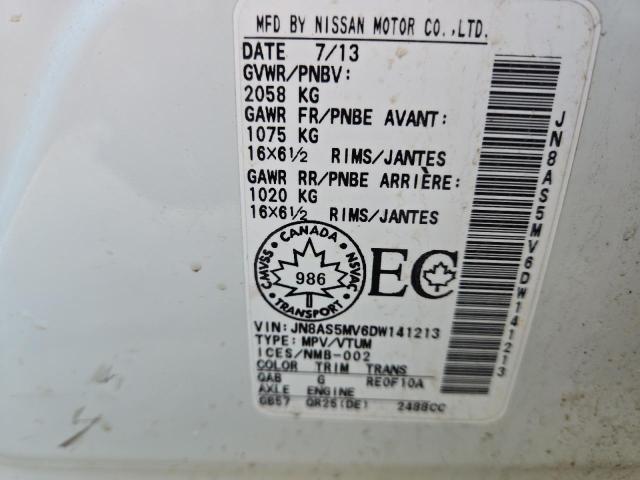 MFD BY NISSAN MOTOR CO.,LTD.
DATE 7/13
GVWR/PNBV:
2058 KG
GAWR FR/PNBE AVANT:
1075 KG
16×6½ RIMS/JANTES
GAWR RR/PNBE ARRIÈRE:
1020 KG
16×6½ RIMS/JANTES
CANADA
CMVSS 986 NSVAC
EC
VIN: JN8AS5MV6DW141213
TYPE: MPV/VTUM
ICES/NMB-002
COLOR TRIM TRANS
QAB G RE0F10A
AXLE ENGINE
GB57 QR25(DE) 2488CC
JN8AS5MV6DW141213